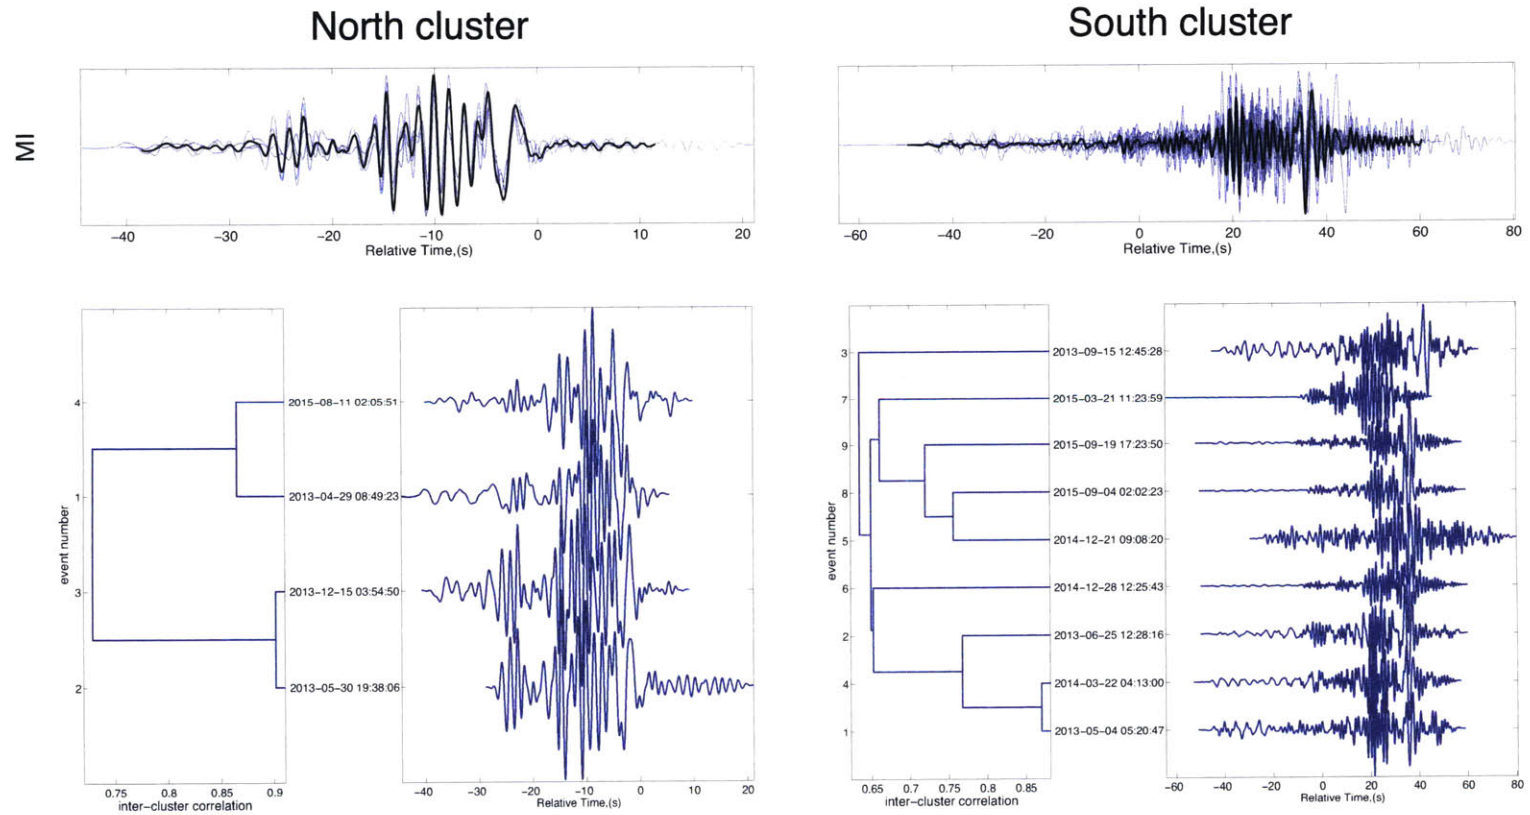 North cluster
South cluster
MI
−40 −30 −20 −10 0 10 20
Relative Time,(s)
−60 −40 −20 0 20 40 60 80
Relative Time,(s)
event number
4 2015−08−11 02:05:51
1 2013−04−29 08:49:23
3 2013−12−15 03:54:50
2 2013−05−30 19:38:06
0.75 0.8 0.85 0.9
inter−cluster correlation
−40 −30 −20 −10 0 10 20
Relative Time,(s)
event number
3 2013−09−15 12:45:28
7 2015−03−21 11:23:59
9 2015−09−19 17:23:50
8 2015−09−04 02:02:23
5 2014−12−21 09:08:20
6 2014−12−28 12:25:43
2 2013−06−25 12:28:16
4 2014−03−22 04:13:00
1 2013−05−04 05:20:47
0.65 0.7 0.75 0.8 0.85
inter−cluster correlation
−60 −40 −20 0 20 40 60 80
Relative Time,(s)